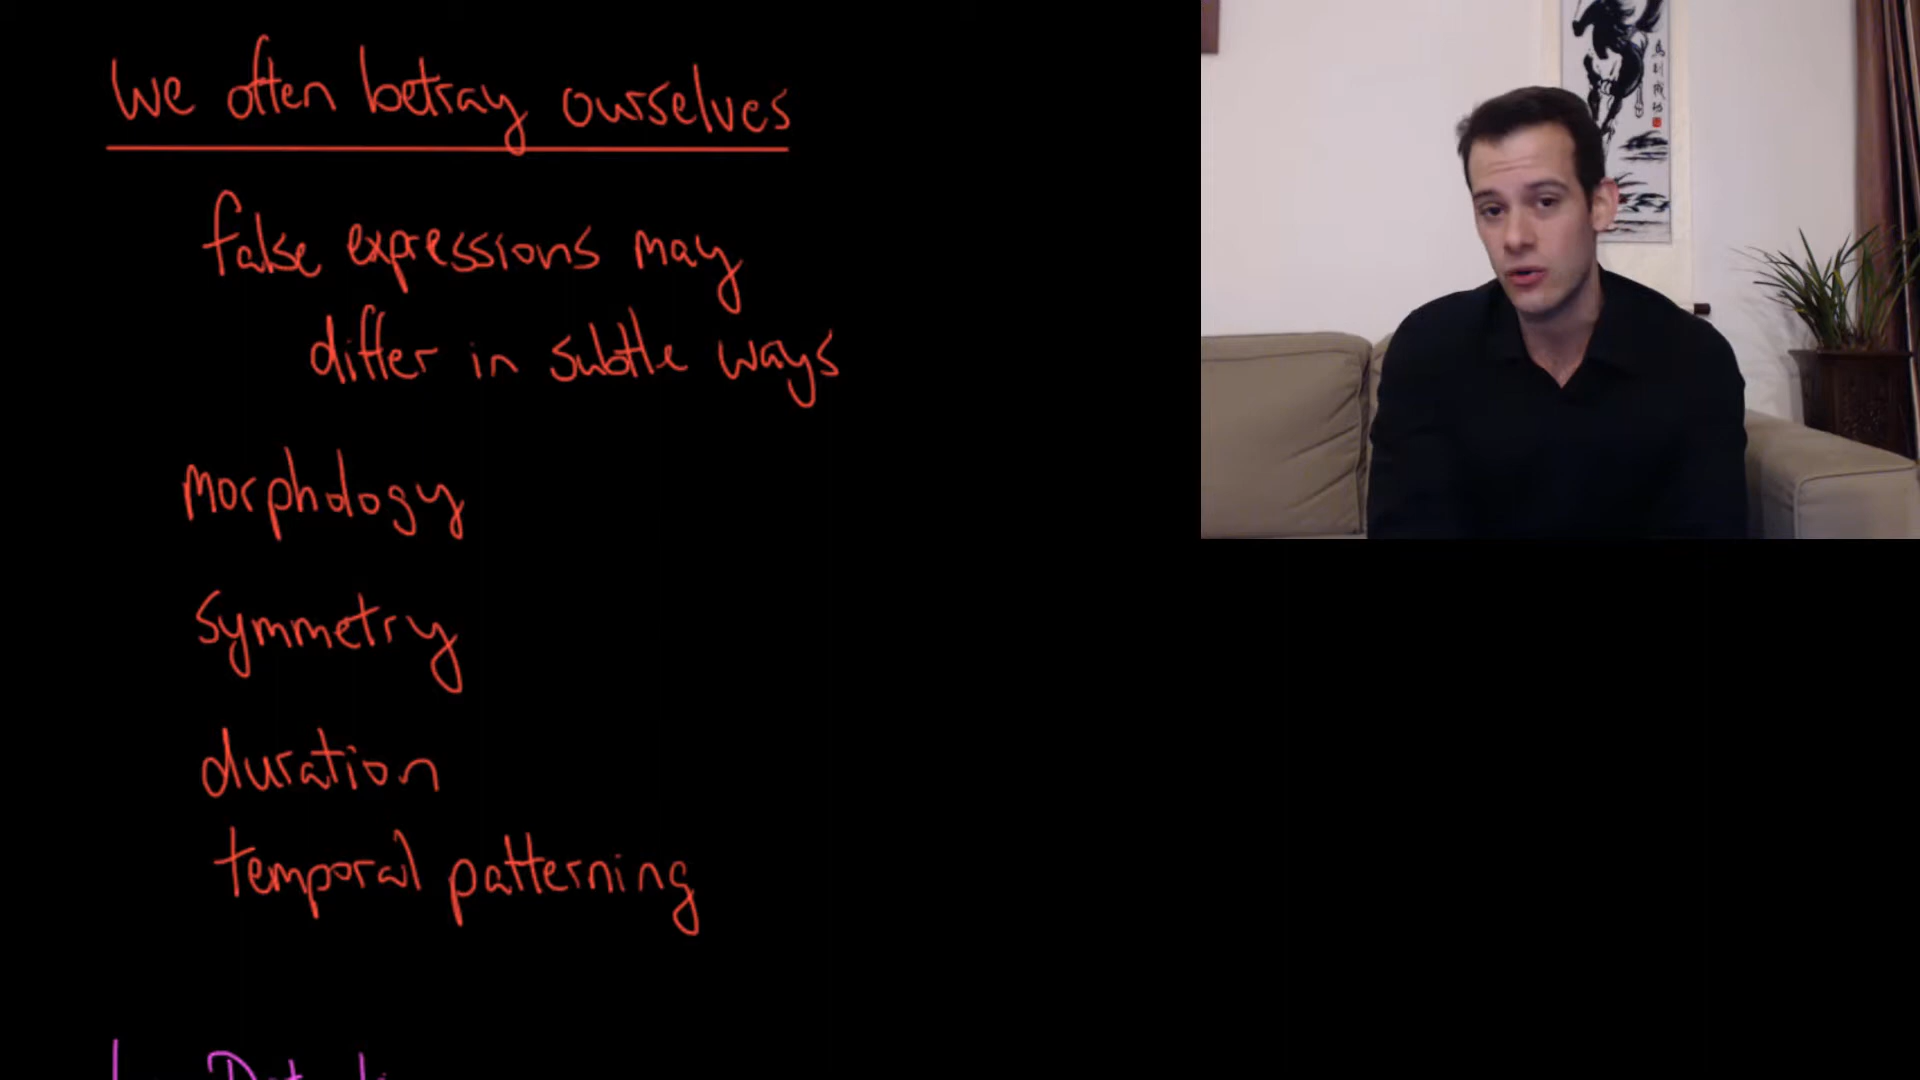 We often betray ourselves
false expressions may
differ in subtle ways
morphology
symmetry
duration
temporal patterning